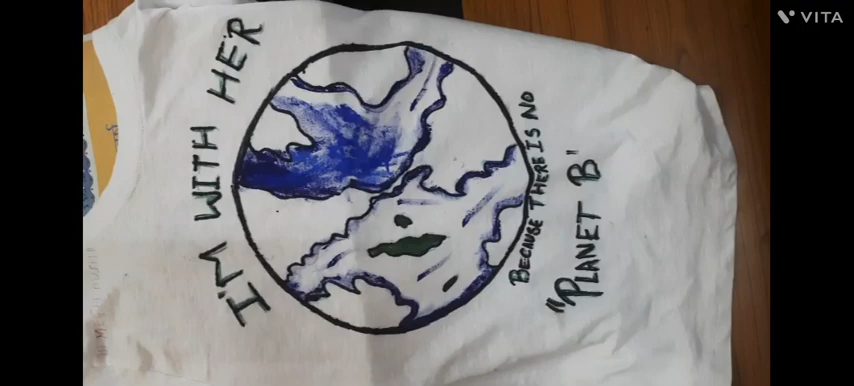 I'M WITH HER
BECAUSE THERE IS NO
"PLANET B"
VITA